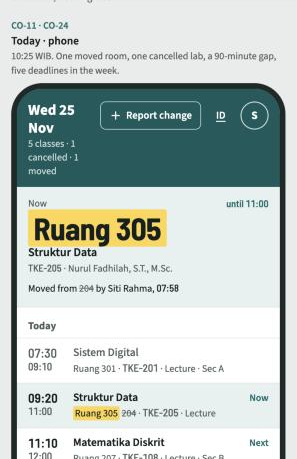 CO-11 · CO-24
Today · phone
10:25 WIB. One moved room, one cancelled lab, a 90-minute gap,
five deadlines in the week.
Wed 25
Nov
5 classes · 1
cancelled · 1
moved
+ Report change
ID
S
Now
until 11:00
Ruang 305
Struktur Data
TKE-205 · Nurul Fadhilah, S.T., M.Sc.
Moved from 204 by Siti Rahma, 07:58
Today
07:30
Sistem Digital
09:10
Ruang 301 · TKE-201 · Lecture · Sec A
09:20
Struktur Data
Now
11:00
Ruang 305 204 · TKE-205 · Lecture
11:10
Matematika Diskrit
Next
12:00
Ruang 207 · TKE-108 · Lecture · Sec B